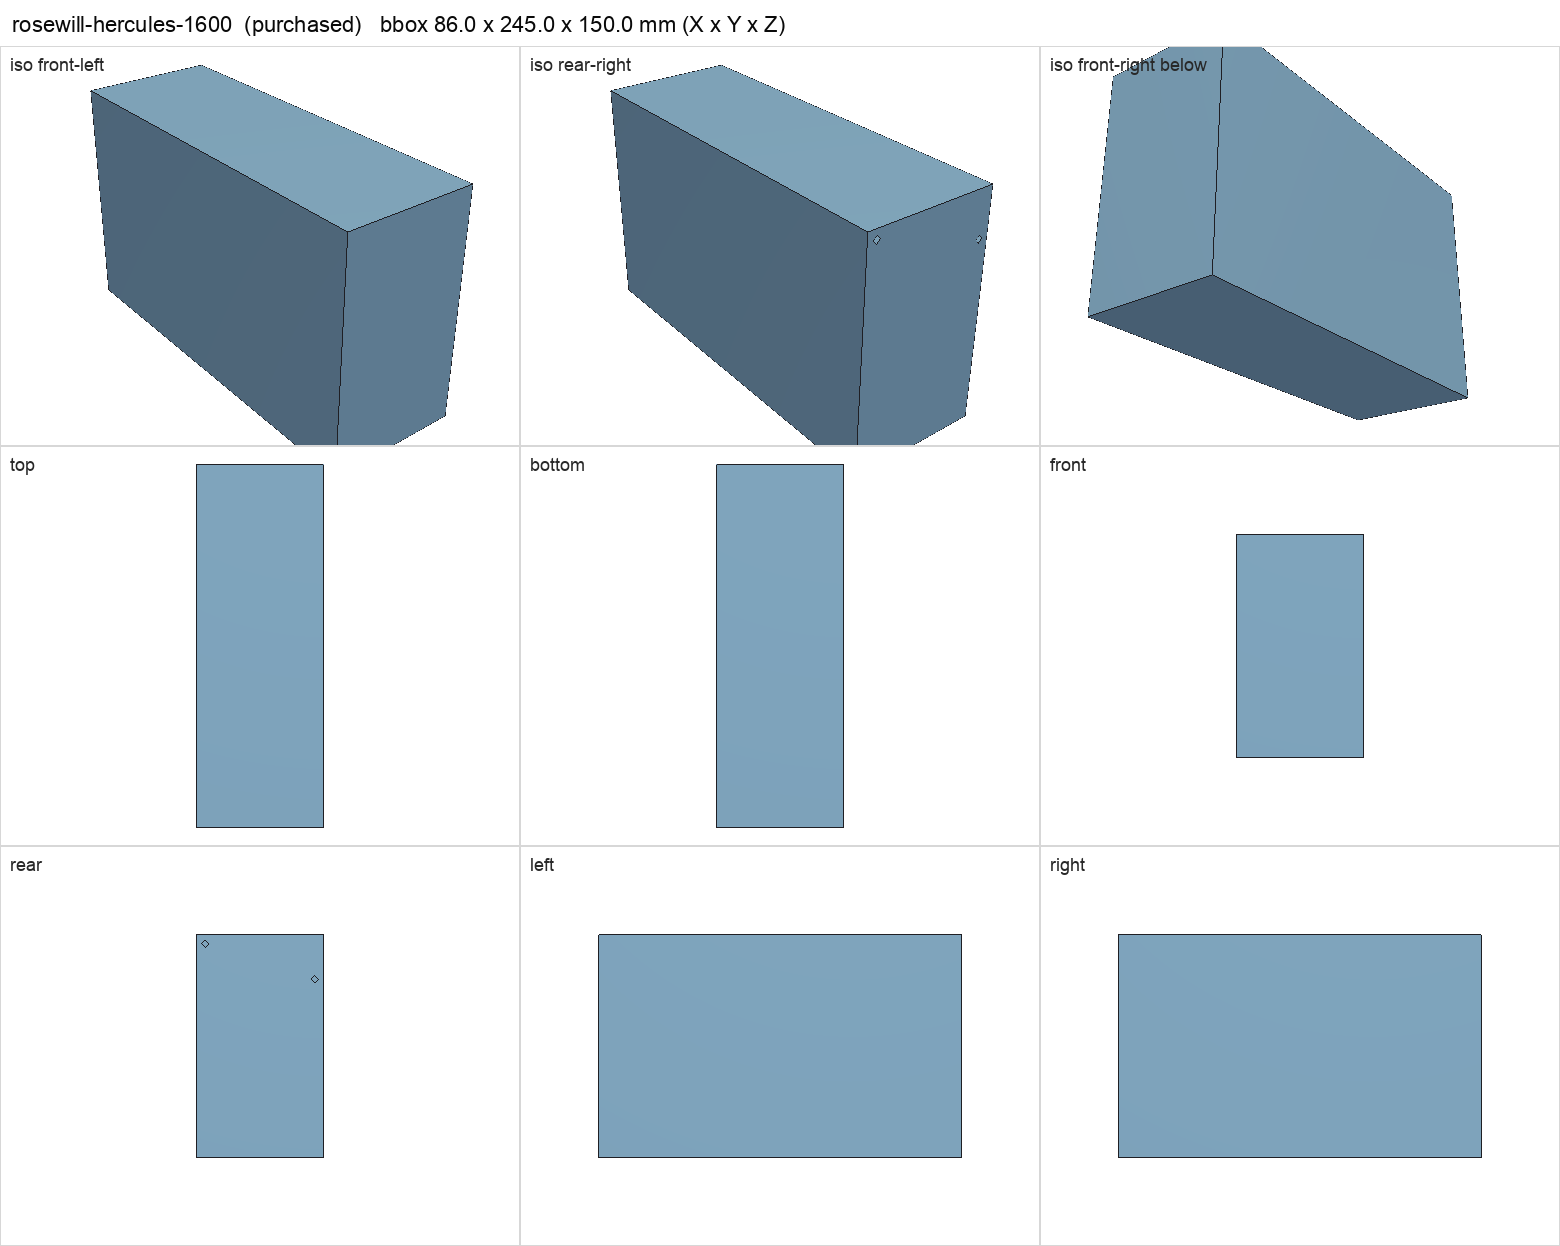 rosewill-hercules-1600  (purchased)   bbox 86.0 x 245.0 x 150.0 mm (X x Y x Z)
iso front-left
iso rear-right
iso front-right below
top
bottom
front
rear
left
right